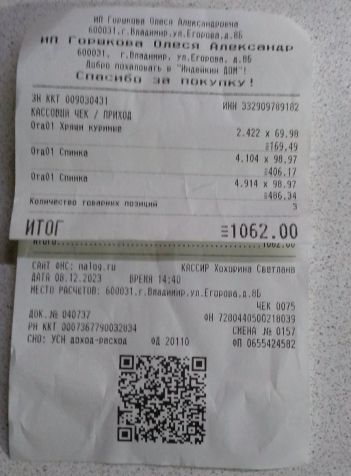 ИП Горшкова Олеся Александровна
600031.г.Владимир.ул.Егорова.д.8Б
ИП Горшкова Олеся Александр
600031. г.Владимир, ул.Егорова, д.8Б
Добро пожаловать в "Индейкин ДОМ"!
Спасибо за покупку!
ЗН ККТ 009030431 ИНН 332909789182
КАССОВЫЙ ЧЕК / ПРИХОД
Отд01 Хрящи куриные
2.422 x 69.98
≡169.49
Отд01 Спинка
4.104 x 98.97
≡406.17
Отд01 Спинка
4.914 x 98.97
≡486.34
Количество товарных позиций 3
ИТОГ ≡1062.00
Итого 1062.00
САЙТ ФНС: nalog.ru КАССИР Хохорина Светлана
ДАТА 08.12.2023 ВРЕМЯ 14:40
МЕСТО РАСЧЕТОВ: 600031.г.Владимир.ул.Егорова.д.8Б
ЧЕК 0075
ДОК.№ 040737 ФН 7280440500218039
РН ККТ 0007367790032834 СМЕНА № 0157
СНО: УСН доход-расход ФД 20110 ФП 0655424582